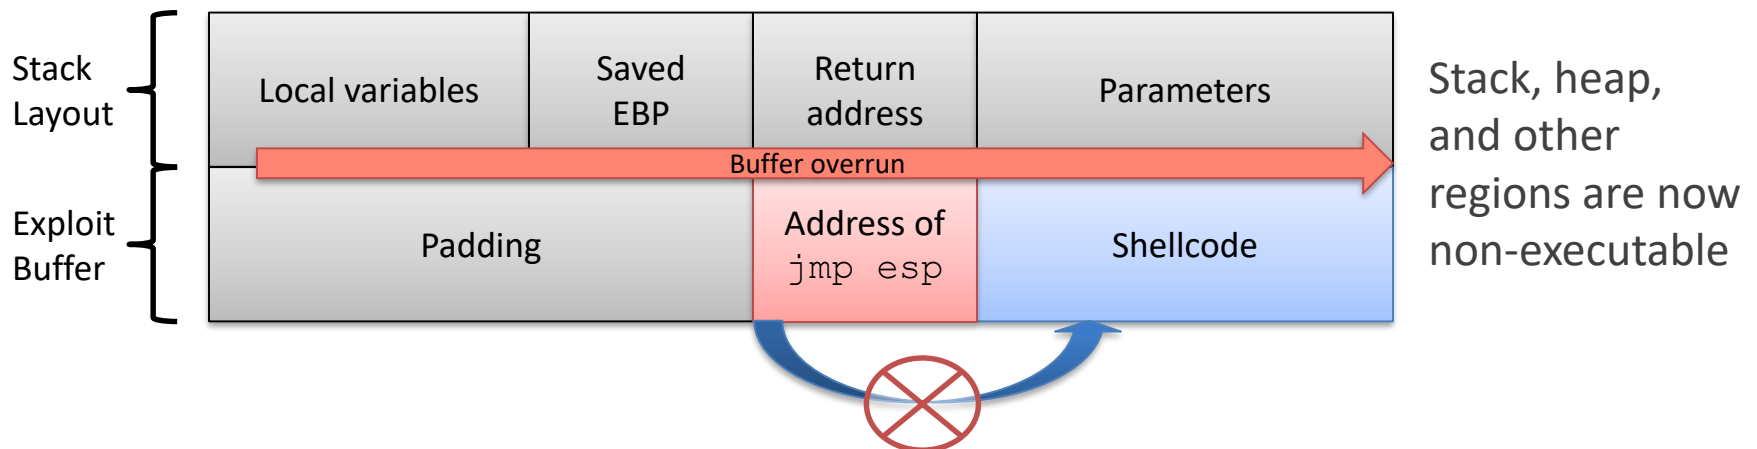 Stack
Layout
Local variables
Saved
EBP
Return
address
Parameters
Buffer overrun
Exploit
Buffer
Padding
Address of
jmp esp
Shellcode
Stack, heap,
and other
regions are now
non-executable